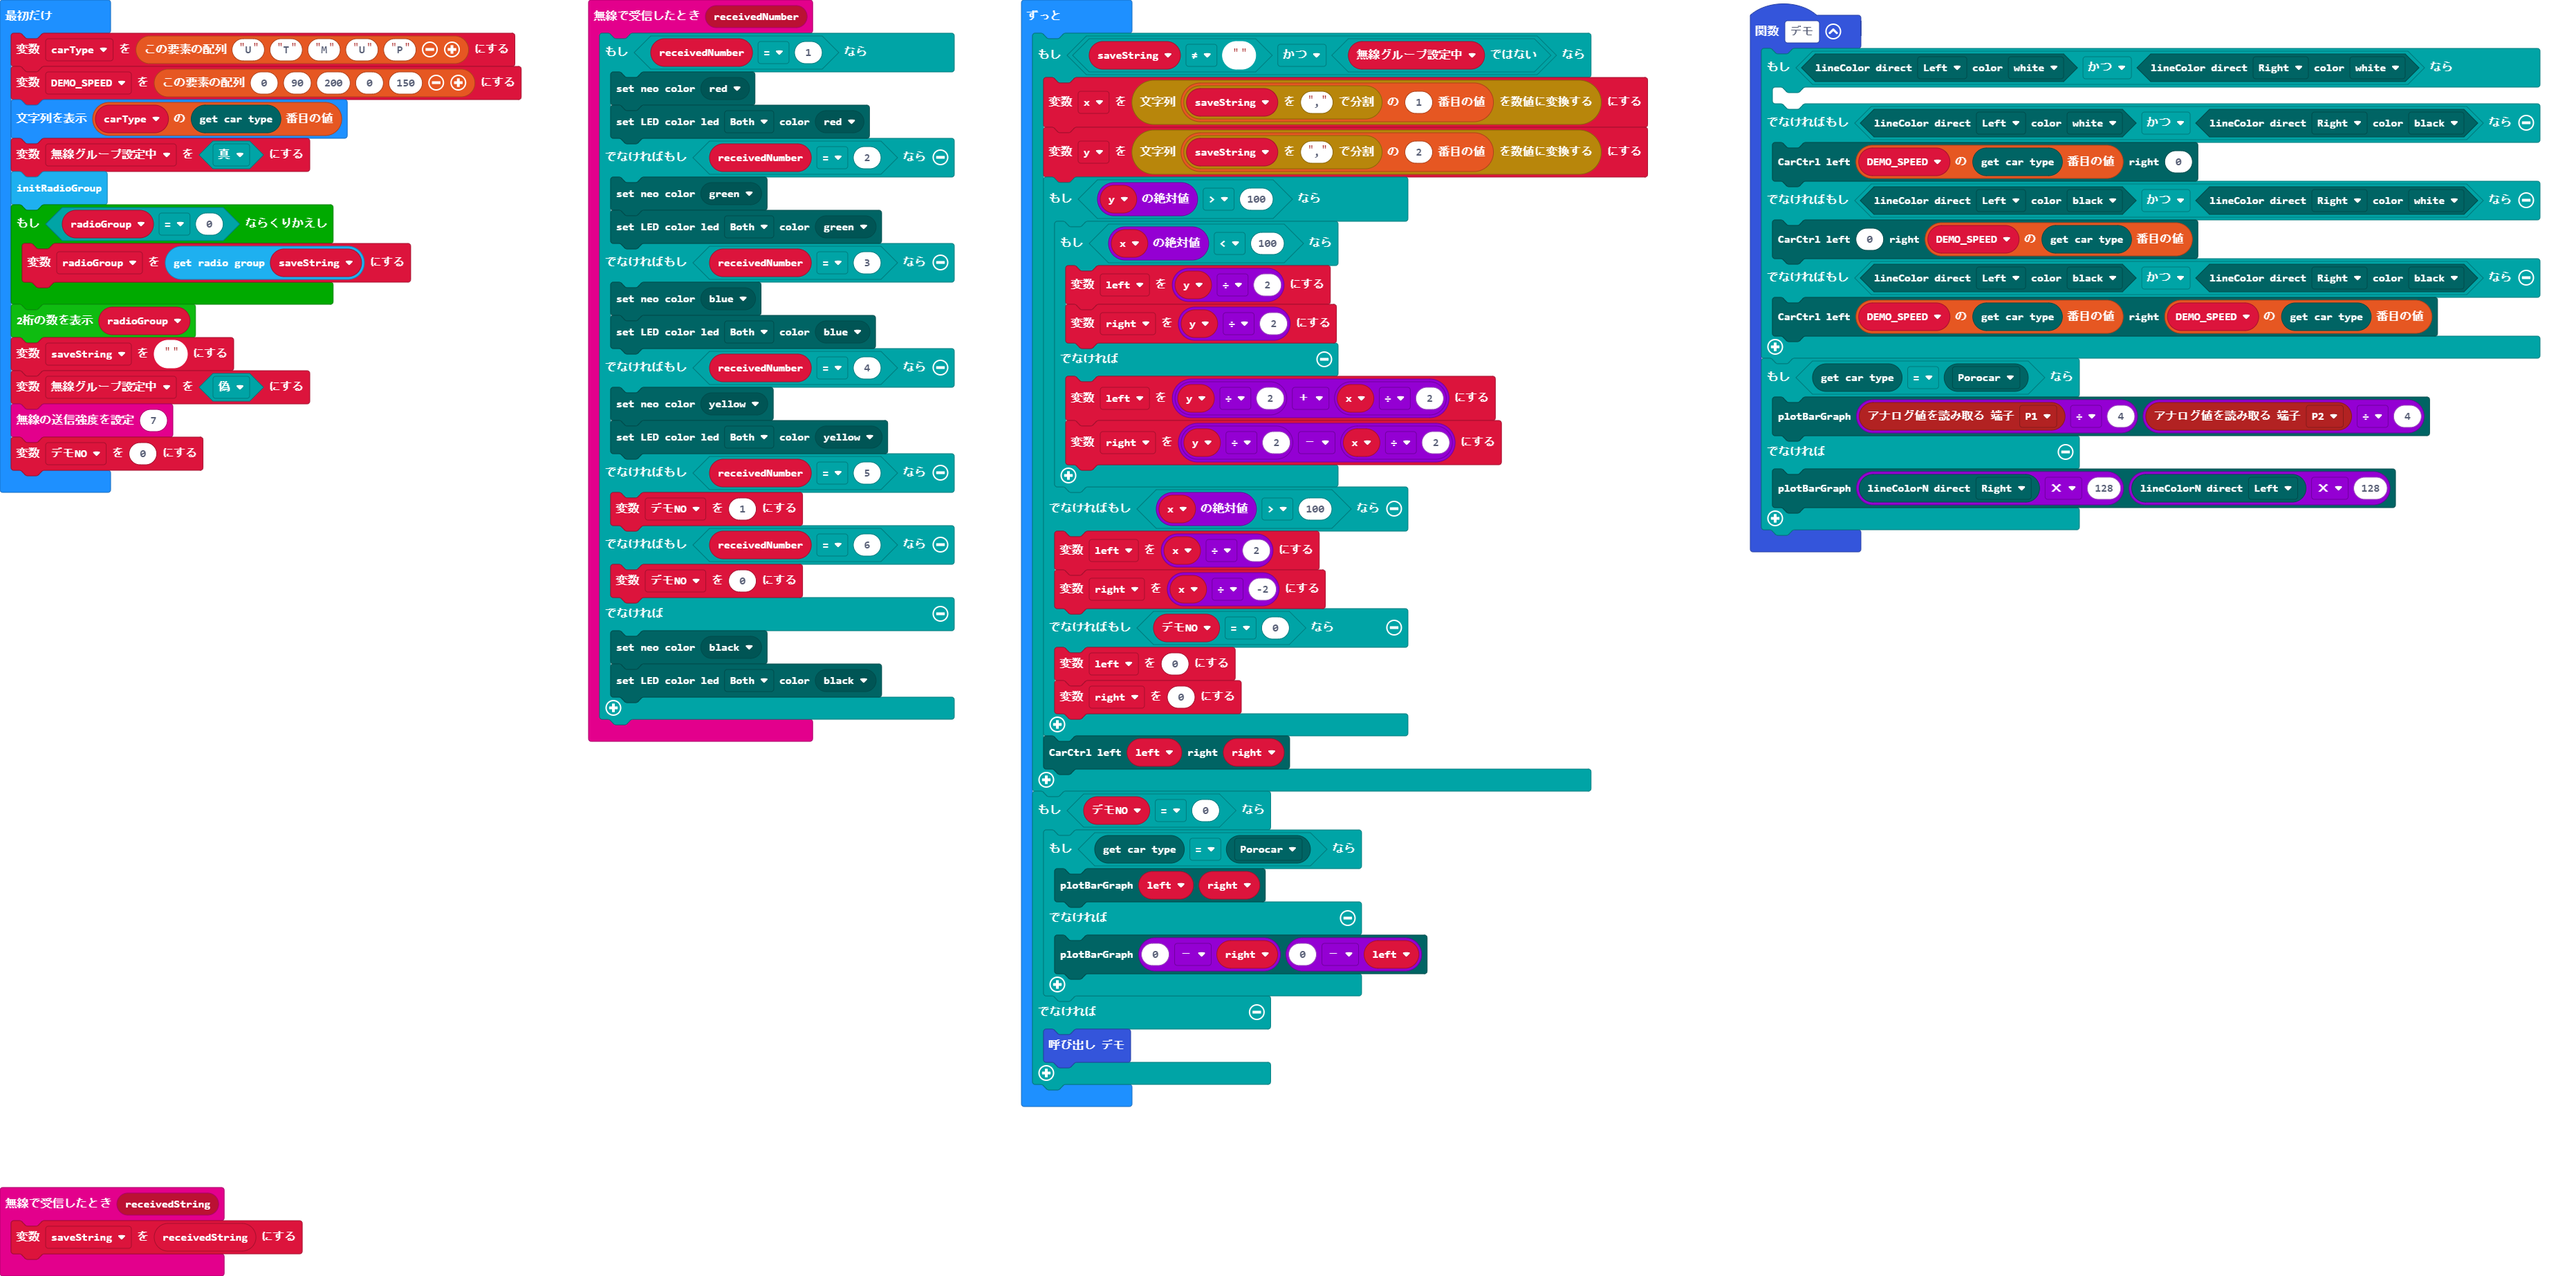 最初だけ
変数 carType を この要素の配列 "U" "T" "M" "U" "P" にする
変数 DEMO_SPEED を この要素の配列 0 90 200 0 150 にする
文字列を表示 carType の get car type 番目の値
変数 無線グループ設定中 を 真 にする
initRadioGroup
もし radioGroup = 0 ならくりかえし
変数 radioGroup を get radio group saveString にする
2桁の数を表示 radioGroup
変数 saveString を "" にする
変数 無線グループ設定中 を 偽 にする
無線の送信強度を設定 7
変数 デモNO を 0 にする
無線で受信したとき receivedString
変数 saveString を receivedString にする
無線で受信したとき receivedNumber
もし receivedNumber = 1 なら
set neo color red
set LED color led Both color red
でなければもし receivedNumber = 2 なら
set neo color green
set LED color led Both color green
でなければもし receivedNumber = 3 なら
set neo color blue
set LED color led Both color blue
でなければもし receivedNumber = 4 なら
set neo color yellow
set LED color led Both color yellow
でなければもし receivedNumber = 5 なら
変数 デモNO を 1 にする
でなければもし receivedNumber = 6 なら
変数 デモNO を 0 にする
でなければ
set neo color black
set LED color led Both color black
ずっと
もし saveString ≠ "" かつ 無線グループ設定中 ではない なら
変数 x を 文字列 saveString を "," で分割 の 1 番目の値 を数値に変換する にする
変数 y を 文字列 saveString を "," で分割 の 2 番目の値 を数値に変換する にする
もし y の絶対値 > 100 なら
もし x の絶対値 < 100 なら
変数 left を y ÷ 2 にする
変数 right を y ÷ 2 にする
でなければ
変数 left を y ÷ 2 + x ÷ 2 にする
変数 right を y ÷ 2 - x ÷ 2 にする
でなければもし x の絶対値 > 100 なら
変数 left を x ÷ 2 にする
変数 right を x ÷ -2 にする
でなければもし デモNO = 0 なら
変数 left を 0 にする
変数 right を 0 にする
CarCtrl left left right right
もし デモNO = 0 なら
もし get car type = Porocar なら
plotBarGraph left right
でなければ
plotBarGraph 0 - right 0 - left
でなければ
呼び出し デモ
関数 デモ
もし lineColor direct Left color white かつ lineColor direct Right color white なら
でなければもし lineColor direct Left color white かつ lineColor direct Right color black なら
CarCtrl left DEMO_SPEED の get car type 番目の値 right 0
でなければもし lineColor direct Left color black かつ lineColor direct Right color white なら
CarCtrl left 0 right DEMO_SPEED の get car type 番目の値
でなければもし lineColor direct Left color black かつ lineColor direct Right color black なら
CarCtrl left DEMO_SPEED の get car type 番目の値 right DEMO_SPEED の get car type 番目の値
もし get car type = Porocar なら
plotBarGraph アナログ値を読み取る 端子 P1 ÷ 4 アナログ値を読み取る 端子 P2 ÷ 4
でなければ
plotBarGraph lineColorN direct Right × 128 lineColorN direct Left × 128